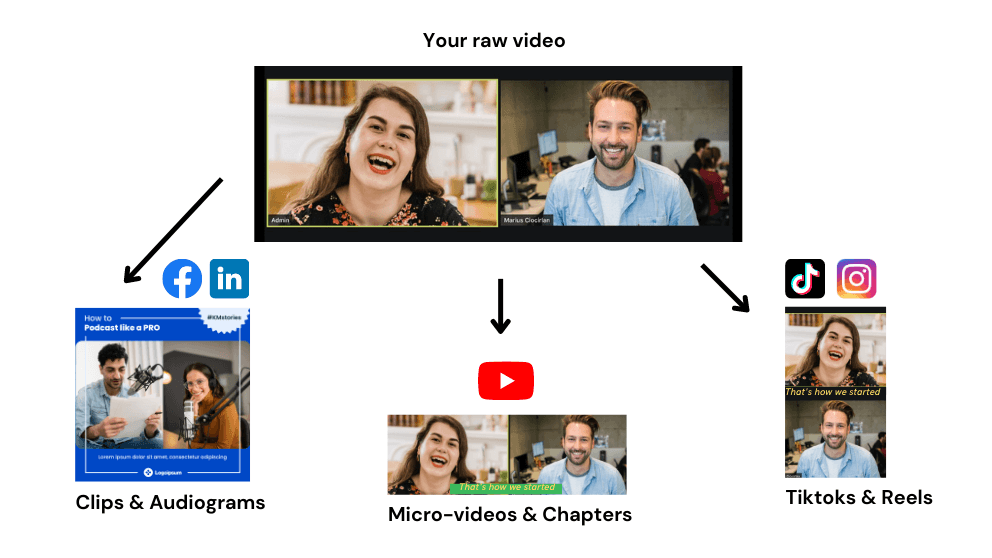 Your raw video
Admin
Marius Ciocirlan
in
How to
Podcast like a PRO
#KMstories
Lorem ipsum dolor sit amet, consectetur adipiscing
Logoipsum
Clips & Audiograms
That's how we started
Micro-videos & Chapters
That's how we started
Tiktoks & Reels